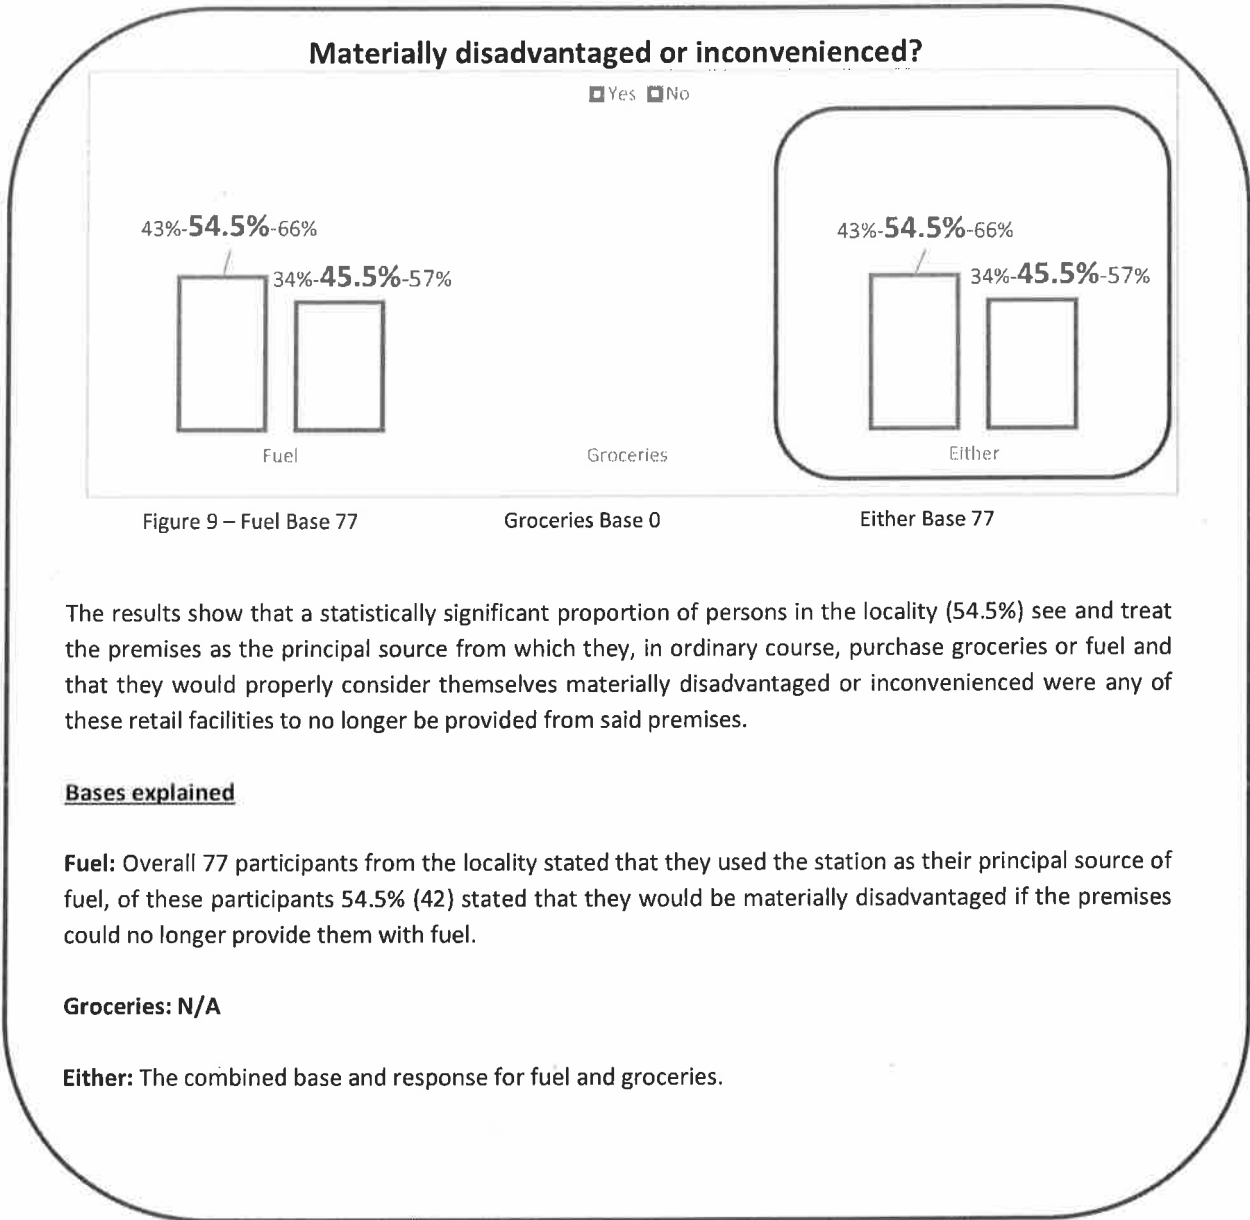 Materially disadvantaged or inconvenienced?
Yes No
43%-54.5%-66%
34%-45.5%-57%
43%-54.5%-66%
34%-45.5%-57%
Fuel
Groceries
Either
Figure 9 – Fuel Base 77
Groceries Base 0
Either Base 77
The results show that a statistically significant proportion of persons in the locality (54.5%) see and treat
the premises as the principal source from which they, in ordinary course, purchase groceries or fuel and
that they would properly consider themselves materially disadvantaged or inconvenienced were any of
these retail facilities to no longer be provided from said premises.
Bases explained
Fuel: Overall 77 participants from the locality stated that they used the station as their principal source of
fuel, of these participants 54.5% (42) stated that they would be materially disadvantaged if the premises
could no longer provide them with fuel.
Groceries: N/A
Either: The combined base and response for fuel and groceries.